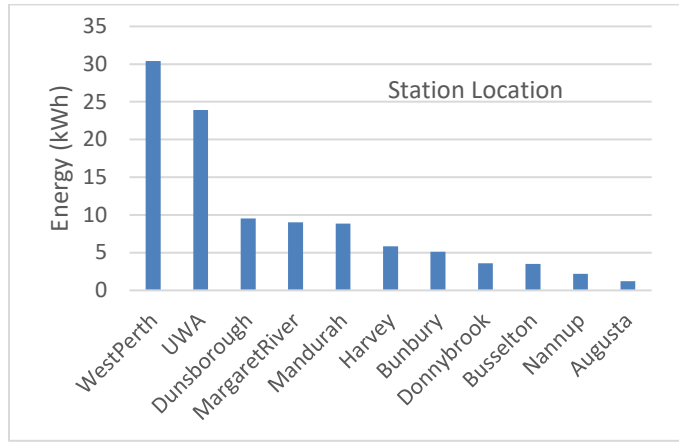 35
30
25
20
15
10
5
0
Energy (kWh)
Station Location
WestPerth
UWA
Dunsborough
MargaretRiver
Mandurah
Harvey
Bunbury
Donnybrook
Busselton
Nannup
Augusta